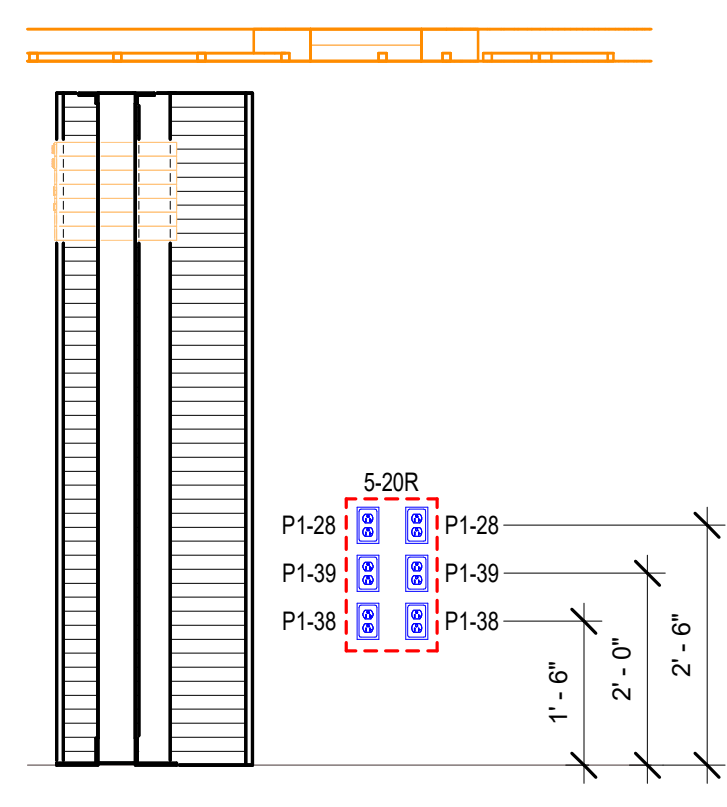 5-20R
P1-28 P1-28
P1-39 P1-39
P1-38 P1-38
1' - 6"
2' - 0"
2' - 6"